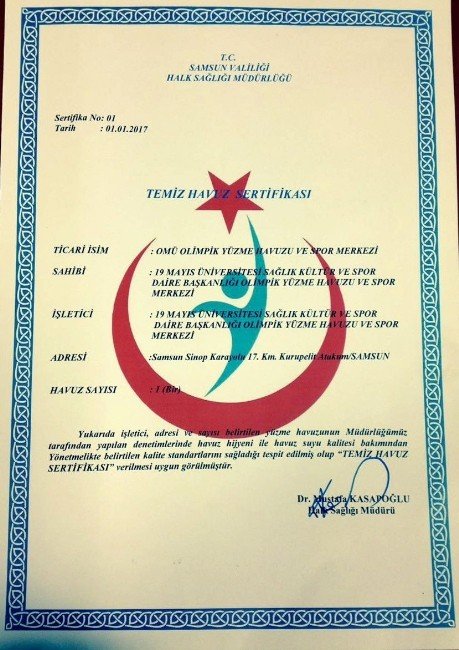 T.C.
SAMSUN VALİLİĞİ
HALK SAĞLIĞI MÜDÜRLÜĞÜ
Sertifika No: 01
Tarih : 01.01.2017
TEMİZ HAVUZ SERTİFİKASI
TİCARİ İSİM : OMÜ OLİMPİK YÜZME HAVUZU VE SPOR MERKEZİ
SAHİBİ : 19 MAYIS ÜNİVERSİTESİ SAĞLIK KÜLTÜR VE SPOR
DAİRE BAŞKANLIĞI OLİMPİK YÜZME HAVUZU VE SPOR
MERKEZİ
İŞLETİCİ : 19 MAYIS ÜNİVERSİTESİ SAĞLIK KÜLTÜR VE SPOR
DAİRE BAŞKANLIĞI OLİMPİK YÜZME HAVUZU VE SPOR
MERKEZİ
ADRESİ :Samsun Sinop Karayolu 17. Km. Kurupelit Atakum/SAMSUN
HAVUZ SAYISI : 1 (Bir)
Yukarıda işletici, adresi ve sayısı belirtilen yüzme havuzunun Müdürlüğümüz
tarafından yapılan denetimlerinde havuz hijyeni ile havuz suyu kalitesi bakımından
Yönetmelikte belirtilen kalite standartlarını sağladığı tespit edilmiş olup “TEMİZ HAVUZ
SERTİFİKASI” verilmesi uygun görülmüştür.
Dr. Mustafa KASAPOĞLU
Halk Sağlığı Müdürü